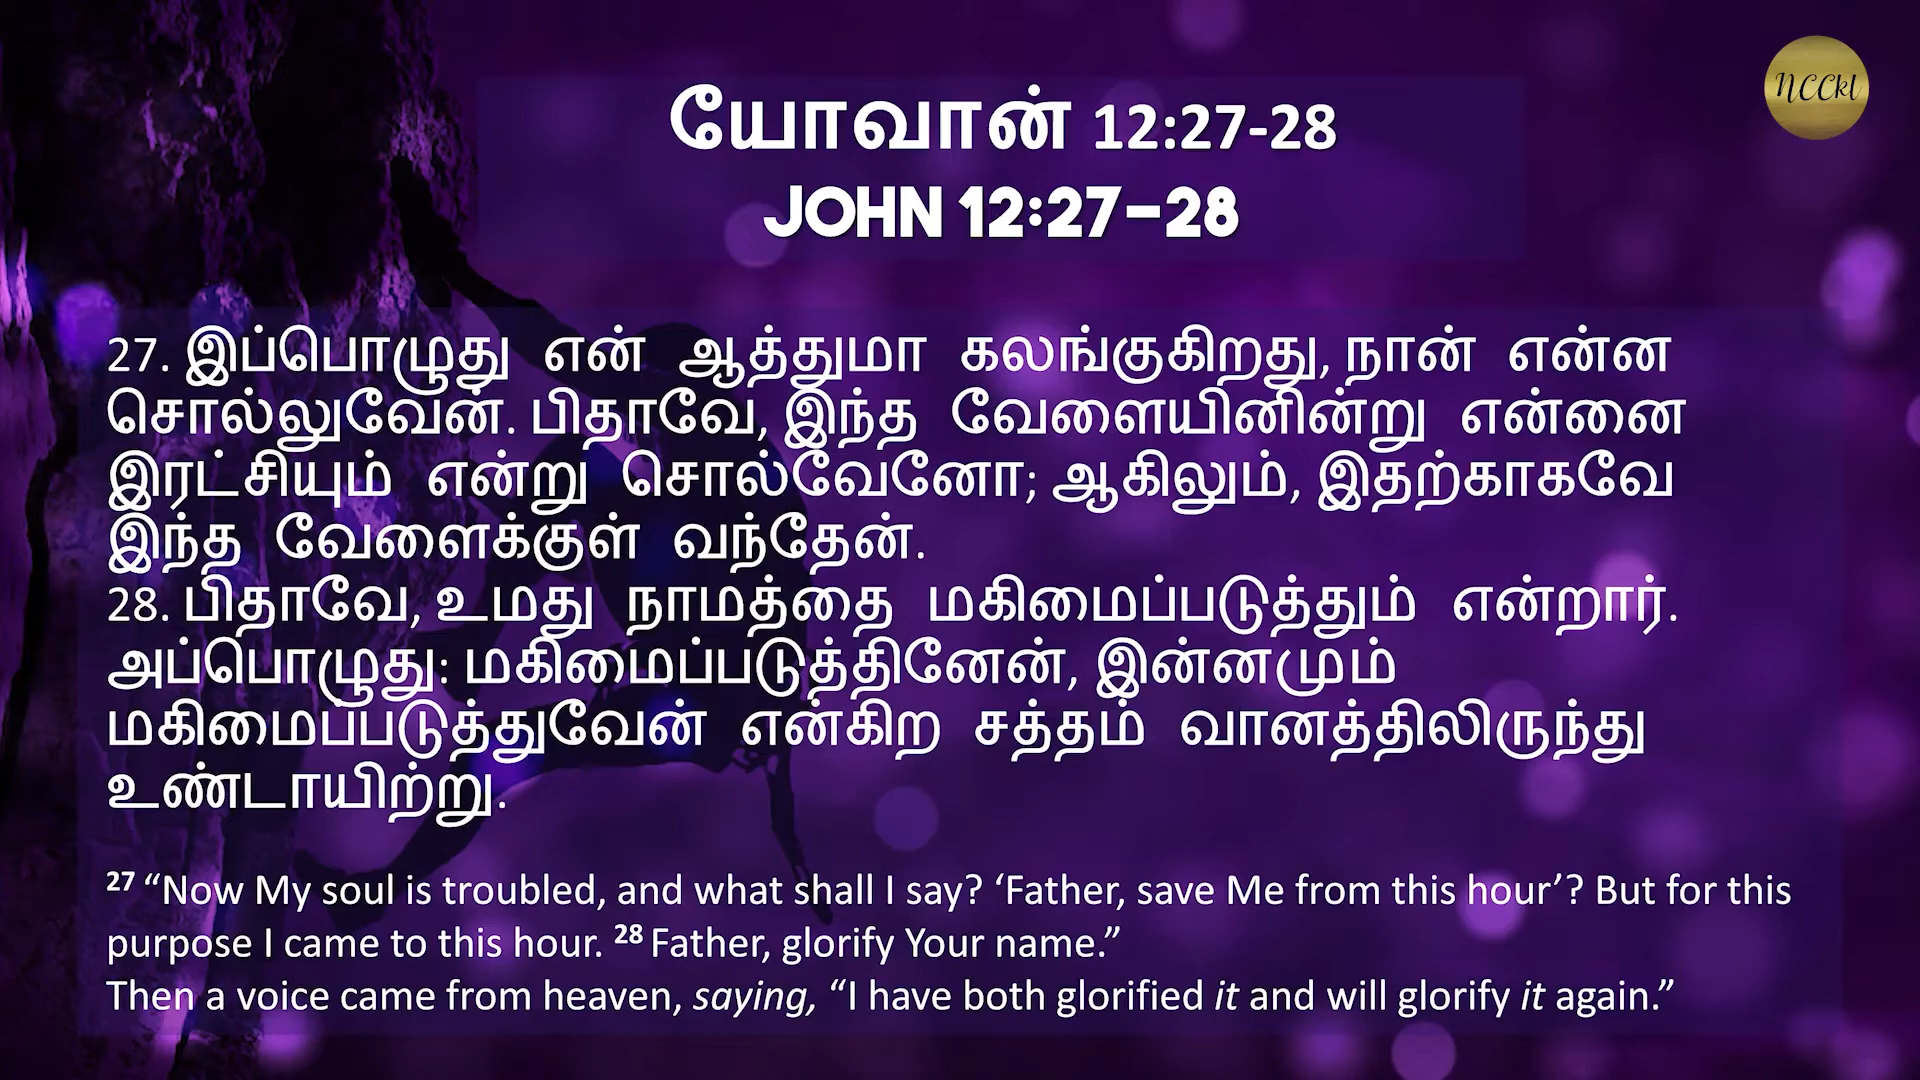 NCCkl
யோவான் 12:27-28
JOHN 12:27-28
27. இப்பொழுது என் ஆத்துமா கலங்குகிறது, நான் என்ன
சொல்லுவேன். பிதாவே, இந்த வேளையினின்று என்னை
இரட்சியும் என்று சொல்வேனோ; ஆகிலும், இதற்காகவே
இந்த வேளைக்குள் வந்தேன்.
28. பிதாவே, உமது நாமத்தை மகிமைப்படுத்தும் என்றார்.
அப்பொழுது: மகிமைப்படுத்தினேன், இன்னமும்
மகிமைப்படுத்துவேன் என்கிற சத்தம் வானத்திலிருந்து
உண்டாயிற்று.
27 “Now My soul is troubled, and what shall I say? ‘Father, save Me from this hour’? But for this
purpose I came to this hour. 28 Father, glorify Your name.”
Then a voice came from heaven, saying, “I have both glorified it and will glorify it again.”